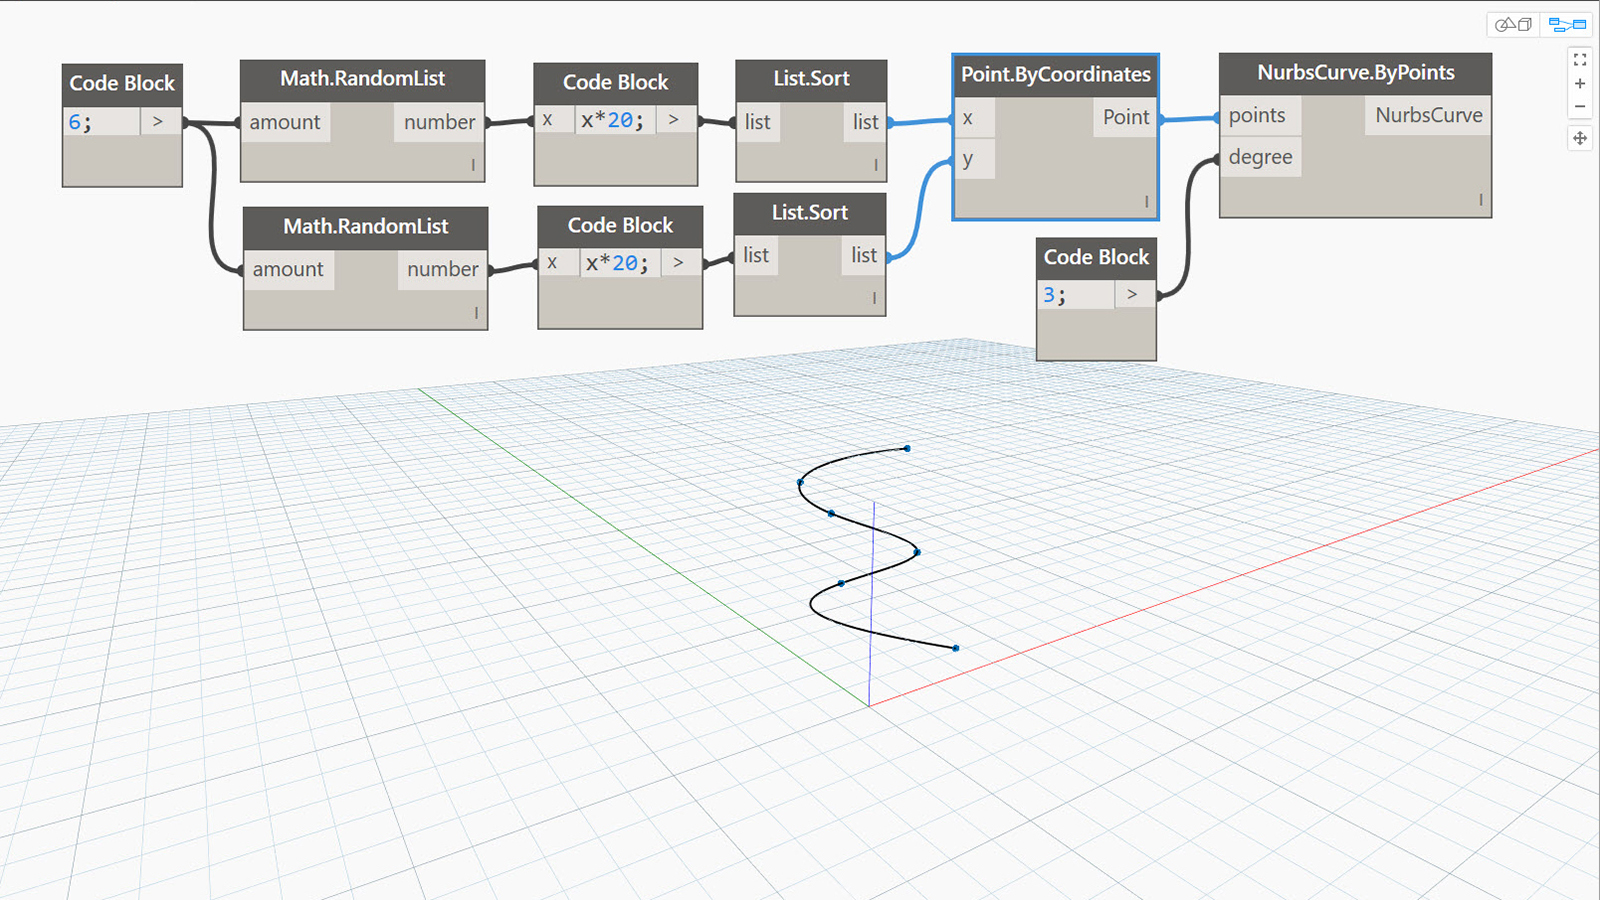 Code Block
6; >
Math.RandomList
amount number
l
Code Block
x x*20; >
List.Sort
list list
l
Point.ByCoordinates
x Point
y
l
NurbsCurve.ByPoints
points NurbsCurve
degree
l
Math.RandomList
amount number
l
Code Block
x x*20; >
List.Sort
list list
l
Code Block
3; >